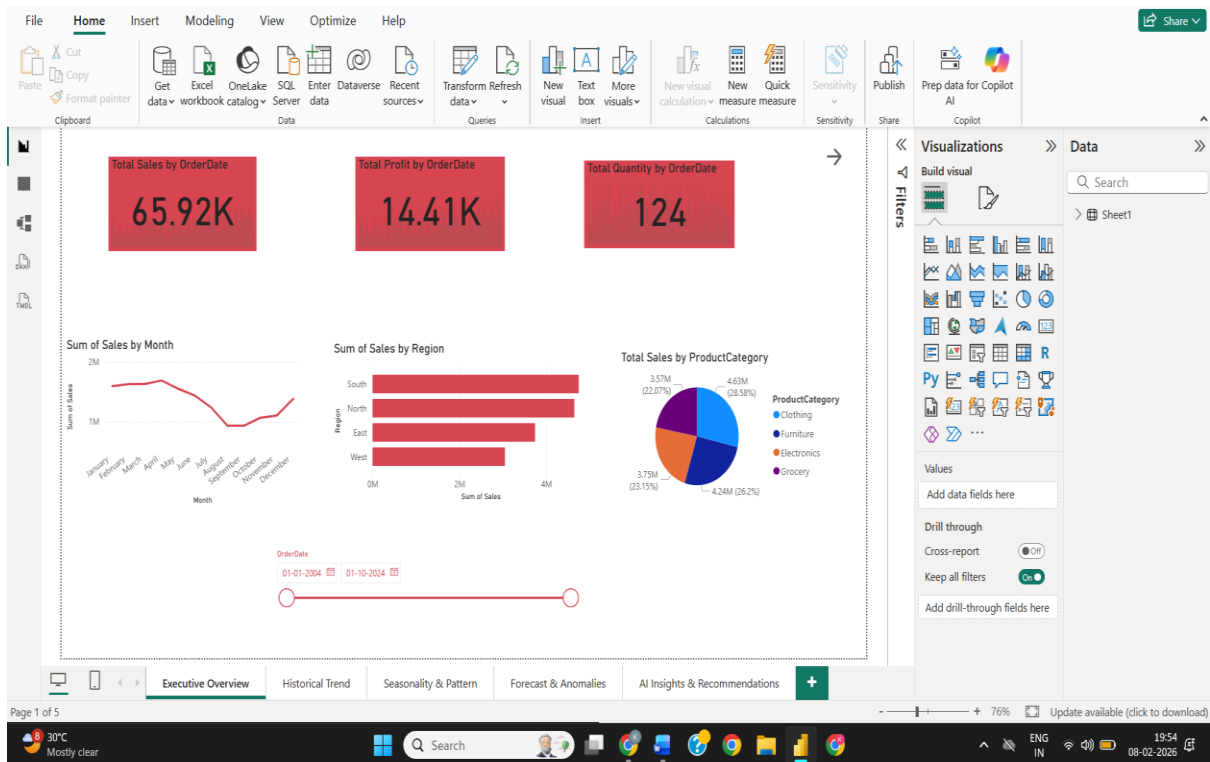 File Home Insert Modeling View Optimize Help Share
Paste
Cut
Copy
Format painter
Clipboard
Get data
Excel workbook
OneLake catalog
SQL Server
Enter data
Dataverse
Recent sources
Data
Transform data
Refresh
Queries
New visual
Text box
More visuals
Insert
New visual calculation
New measure
Quick measure
Calculations
Sensitivity
Sensitivity
Publish
Share
Prep data for AI
Copilot
Copilot
Total Sales by OrderDate
65.92K
Total Profit by OrderDate
14.41K
Total Quantity by OrderDate
124
Sum of Sales by Month
Sum of Sales
2M
1M
January
February
March
April
May
June
July
August
September
October
November
December
Month
Sum of Sales by Region
Region
South
North
East
West
0M 2M 4M
Sum of Sales
Total Sales by ProductCategory
3.57M
(22.07%)
4.63M
(28.58%)
3.75M
(23.15%)
4.24M (26.2%)
ProductCategory
Clothing
Furniture
Electronics
Grocery
OrderDate
01-01-2004 01-10-2024
Filters
Visualizations
Build visual
R
Py
123
Values
Add data fields here
Drill through
Cross-report Off
Keep all filters On
Add drill-through fields here
Data
Search
Sheet1
DAX
TMDL
Executive Overview Historical Trend Seasonality & Pattern Forecast & Anomalies AI Insights & Recommendations +
Page 1 of 5 - + 76% Update available (click to download)
8
30°C
Mostly clear
Search
ENG
IN
19:54
08-02-2026